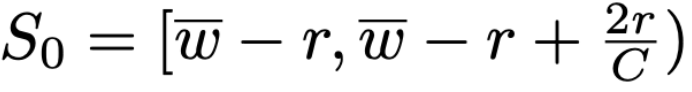 $S_0 = [\overline{w} - r, \overline{w} - r + \frac{2r}{C})$